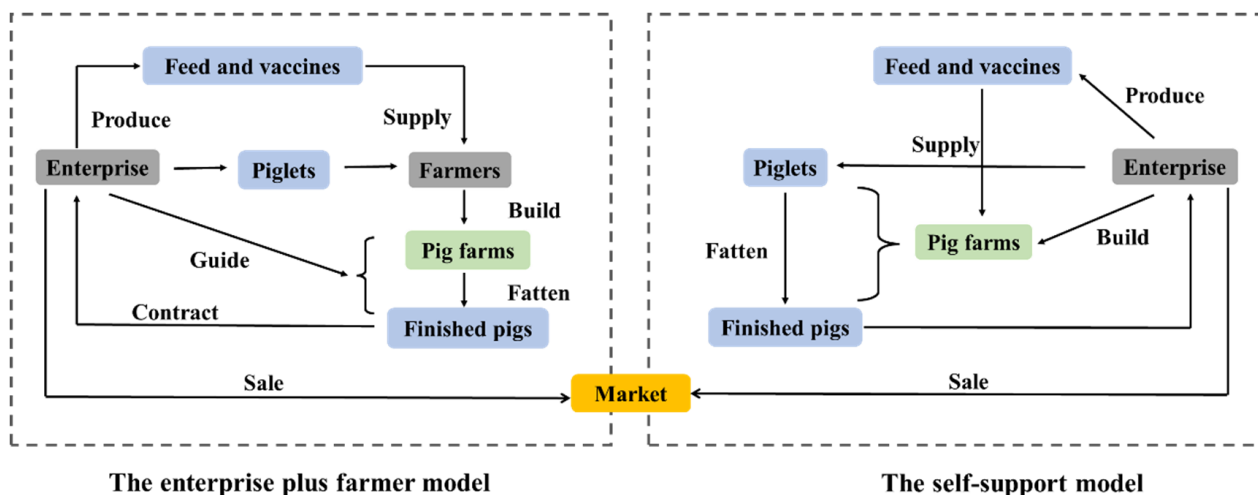 Feed and vaccines
Produce
Supply
Enterprise
Piglets
Farmers
Build
Guide
Pig farms
Fatten
Contract
Finished pigs
Sale
Market
Feed and vaccines
Produce
Supply
Piglets
Enterprise
Fatten
Pig farms
Build
Finished pigs
Sale
The enterprise plus farmer model
The self-support model